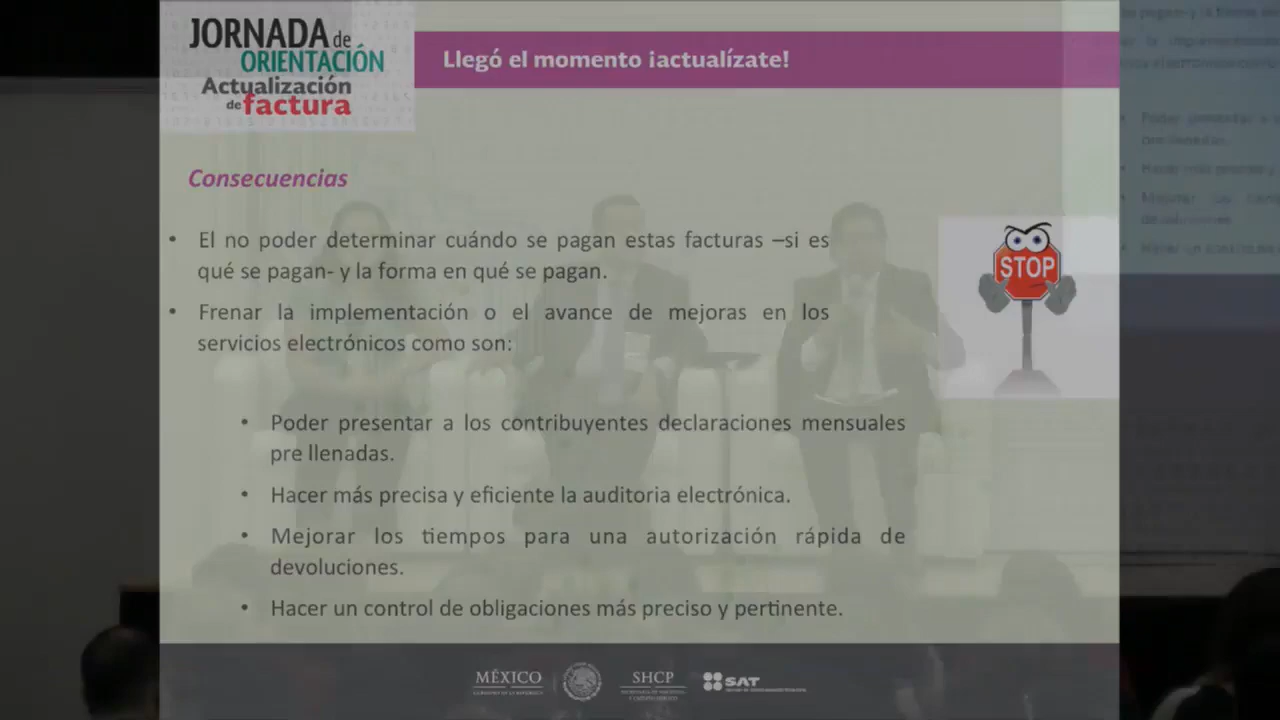 JORNADA de
ORIENTACIÓN
Actualización
de factura
Llegó el momento ¡actualízate!
Consecuencias
• El no poder determinar cuándo se pagan estas facturas –si es
qué se pagan- y la forma en qué se pagan.
• Frenar la implementación o el avance de mejoras en los
servicios electrónicos como son:
STOP
• Poder presentar a los contribuyentes declaraciones mensuales
pre llenadas.
• Hacer más precisa y eficiente la auditoria electrónica.
• Mejorar los tiempos para una autorización rápida de
devoluciones.
• Hacer un control de obligaciones más preciso y pertinente.
MÉXICO
SHCP
SAT